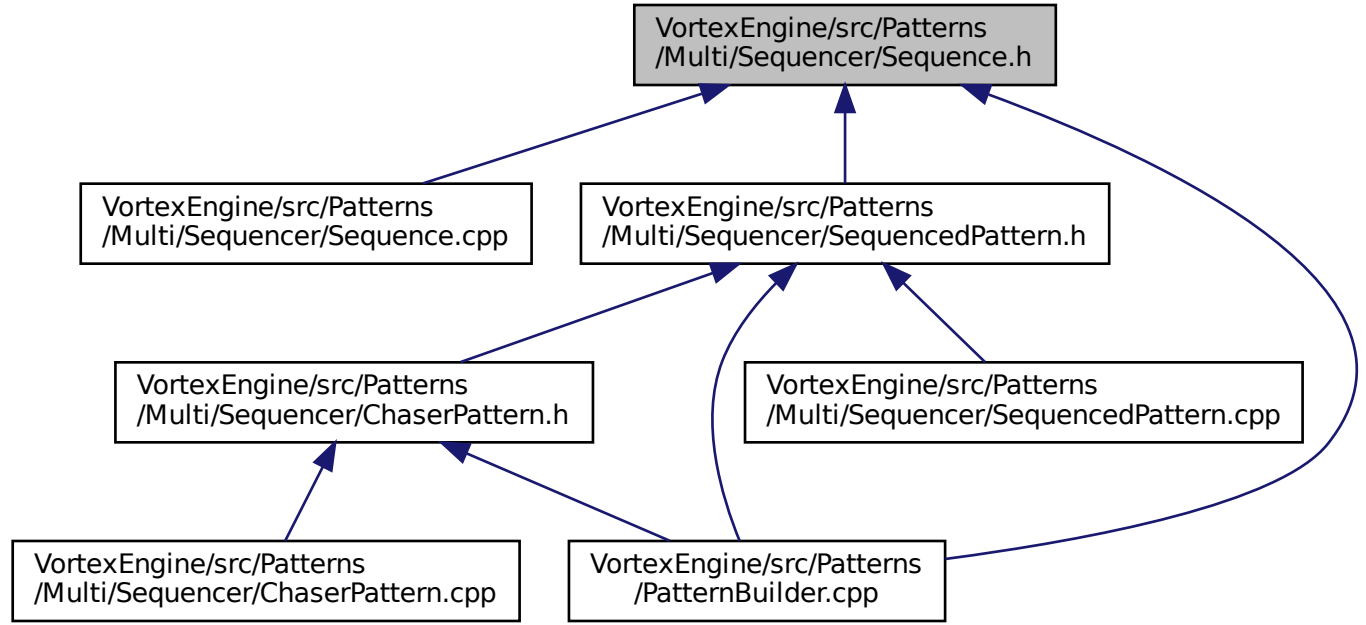 VortexEngine/src/Patterns
/Multi/Sequencer/Sequence.h
VortexEngine/src/Patterns
/Multi/Sequencer/Sequence.cpp
VortexEngine/src/Patterns
/Multi/Sequencer/SequencedPattern.h
VortexEngine/src/Patterns
/Multi/Sequencer/ChaserPattern.h
VortexEngine/src/Patterns
/Multi/Sequencer/SequencedPattern.cpp
VortexEngine/src/Patterns
/Multi/Sequencer/ChaserPattern.cpp
VortexEngine/src/Patterns
/PatternBuilder.cpp